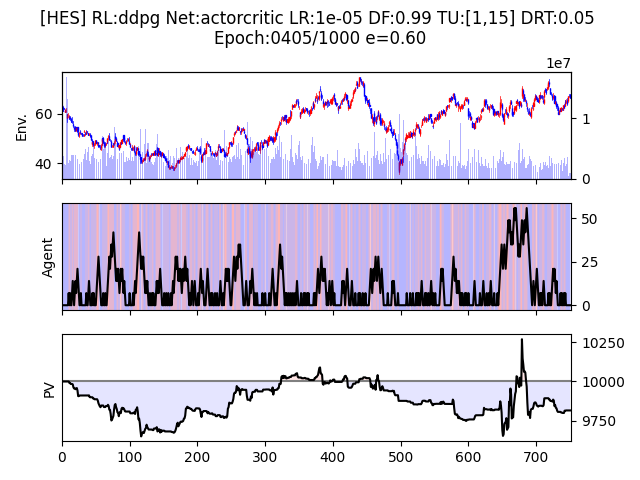 [HES] RL:ddpg Net:actorcritic LR:1e-05 DF:0.99 TU:[1,15] DRT:0.05
Epoch:0405/1000 e=0.60
1e7
Env.
60
40
1
0
Agent
50
25
0
PV
10250
10000
9750
0 100 200 300 400 500 600 700